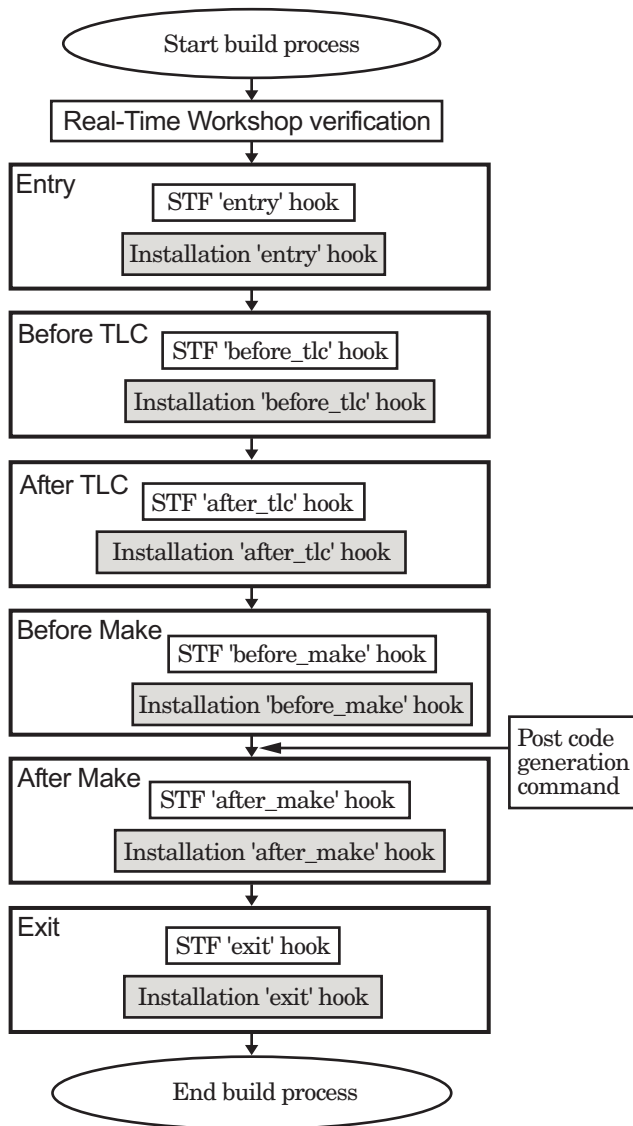 Start build process
Real-Time Workshop verification
Entry
STF 'entry' hook
Installation 'entry' hook
Before TLC
STF 'before_tlc' hook
Installation 'before_tlc' hook
After TLC
STF 'after_tlc' hook
Installation 'after_tlc' hook
Before Make
STF 'before_make' hook
Installation 'before_make' hook
Post code
generation
command
After Make
STF 'after_make' hook
Installation 'after_make' hook
Exit
STF 'exit' hook
Installation 'exit' hook
End build process